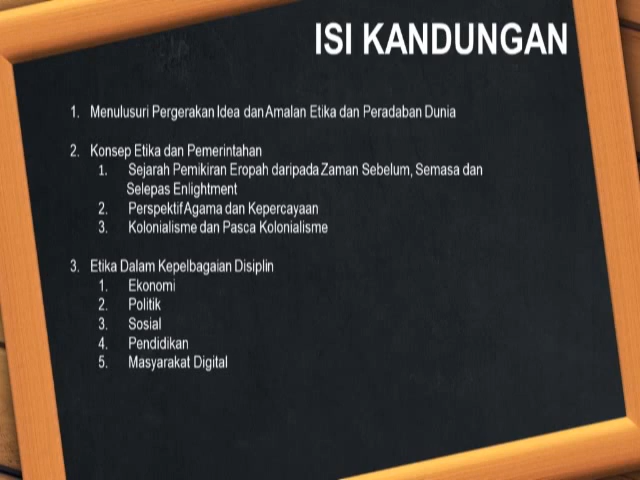 ISI KANDUNGAN
1. Menulusuri Pergerakan Idea dan Amalan Etika dan Peradaban Dunia
2. Konsep Etika dan Pemerintahan
1. Sejarah Pemikiran Eropah daripada Zaman Sebelum, Semasa dan
Selepas Enlightment
2. Perspektif Agama dan Kepercayaan
3. Kolonialisme dan Pasca Kolonialisme
3. Etika Dalam Kepelbagaian Disiplin
1. Ekonomi
2. Politik
3. Sosial
4. Pendidikan
5. Masyarakat Digital